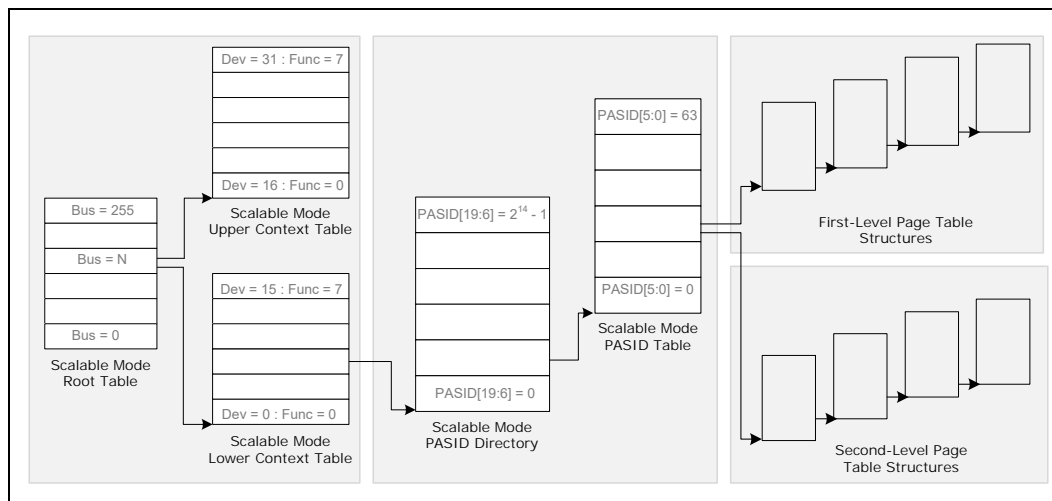 Dev = 31 : Func = 7
Dev = 16 : Func = 0
Scalable Mode
Upper Context Table
Bus = 255
Bus = N
Bus = 0
Scalable Mode
Root Table
Dev = 15 : Func = 7
Dev = 0 : Func = 0
Scalable Mode
Lower Context Table
PASID[19:6] = 2¹⁴ - 1
PASID[19:6] = 0
Scalable Mode
PASID Directory
PASID[5:0] = 63
PASID[5:0] = 0
Scalable Mode
PASID Table
First-Level Page Table
Structures
Second-Level Page
Table Structures